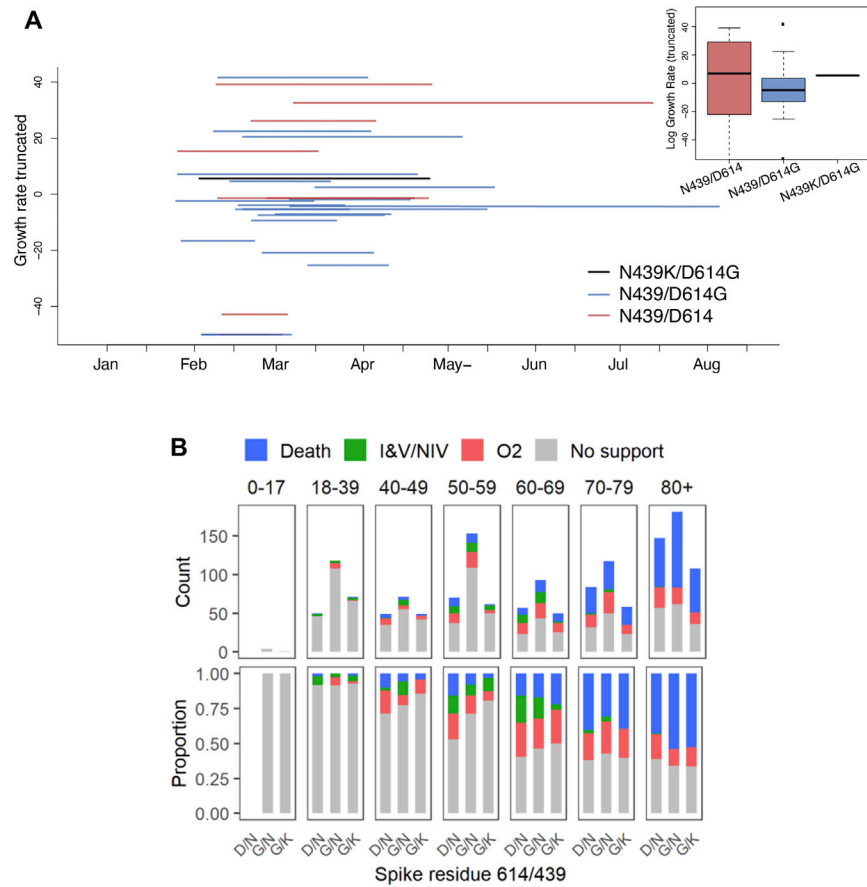 A
Growth rate truncated
40
20
0
-20
-40
Jan Feb Mar Apr May- Jun Jul Aug
N439K/D614G
N439/D614G
N439/D614
Log Growth Rate (truncated)
40
20
0
-20
-40
N439/D614
N439/D614G
N439K/D614G
B
Death I&V/NIV O2 No support
0-17 18-39 40-49 50-59 60-69 70-79 80+
Count
150
100
50
0
Proportion
1.00
0.75
0.50
0.25
0.00
D/N G/N G/K D/N G/N G/K D/N G/N G/K D/N G/N G/K D/N G/N G/K D/N G/N G/K D/N G/N G/K
Spike residue 614/439